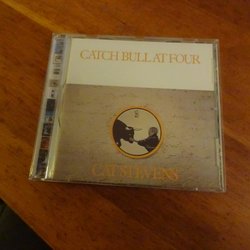 CATCH BULL AT FOUR
CAT STEVENS